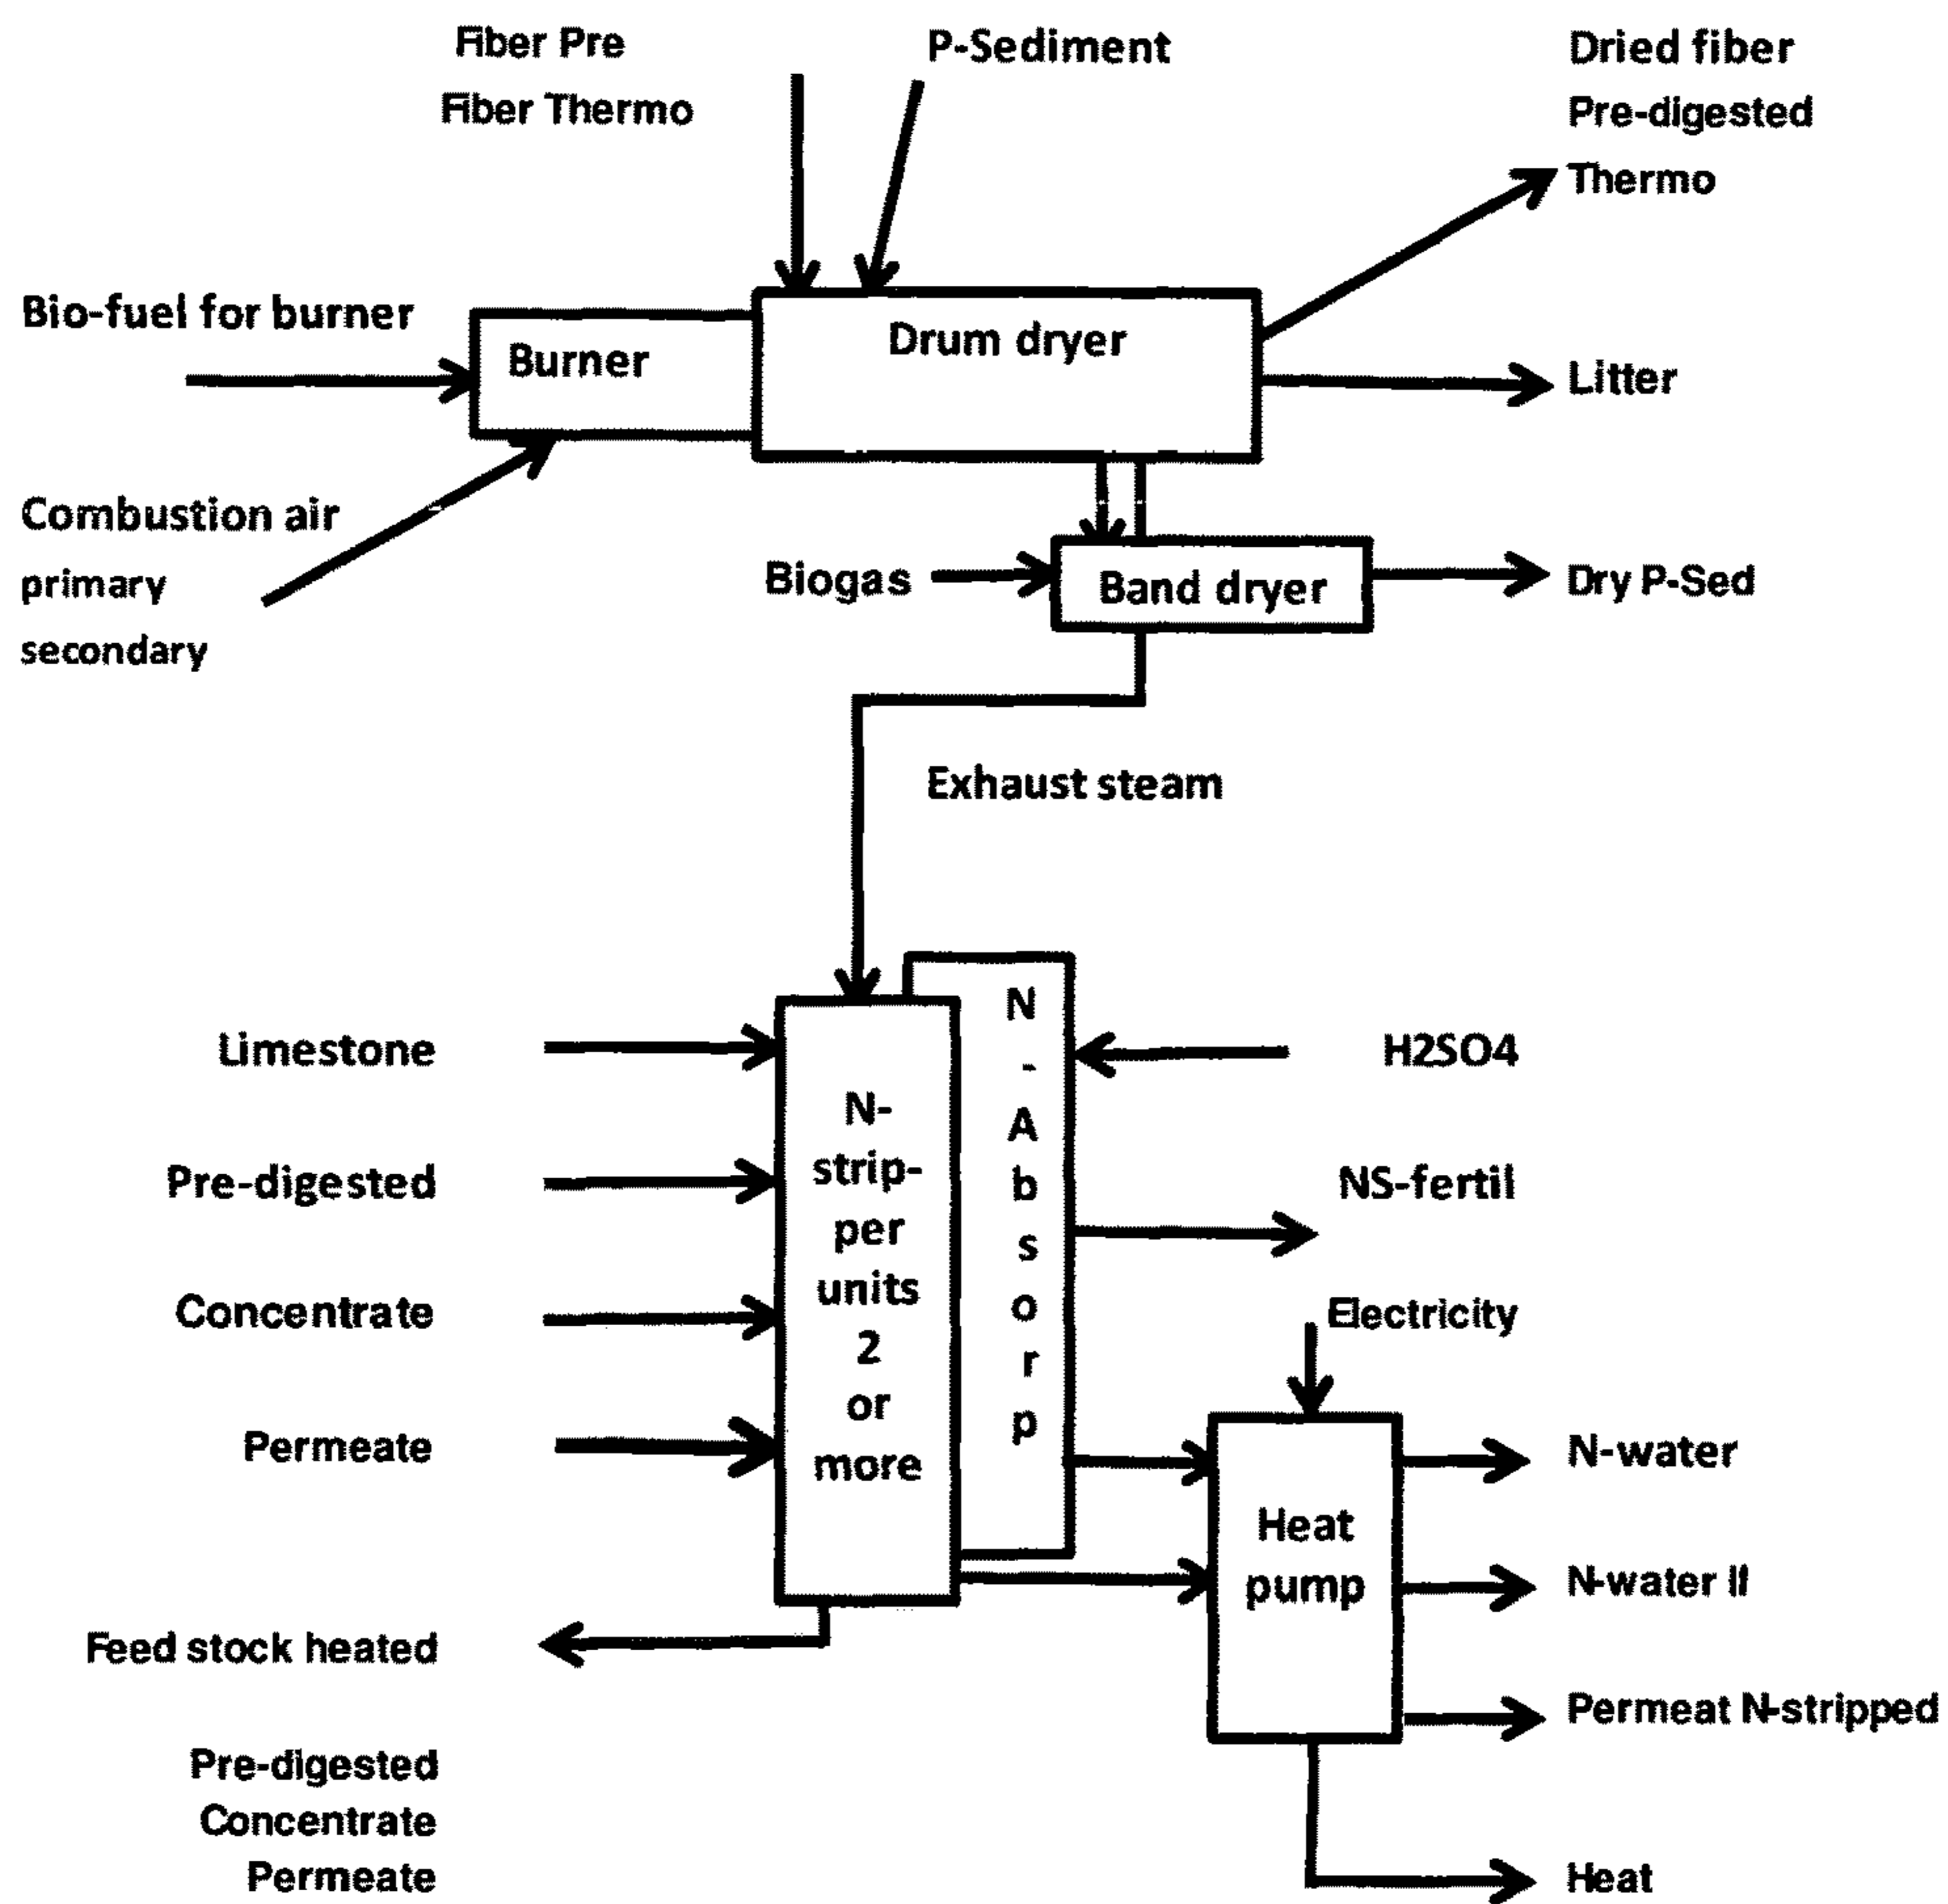 Fiber Pre
Fiber Thermo
P-Sediment
Dried fiber
Pre-digested
Thermo
Bio-fuel for burner
Burner
Drum dryer
Litter
Combustion air
primary
secondary
Biogas
Band dryer
Dry P-Sed
Exhaust steam
Limestone
Pre-digested
Concentrate
Permeate
N-
strip-
per
units
2
or
more
N
-
A
b
s
o
r
p
H2SO4
NS-fertil
Electricity
Heat
pump
N-water
N-water II
Permeat N-stripped
Heat
Feed stock heated
Pre-digested
Concentrate
Permeate